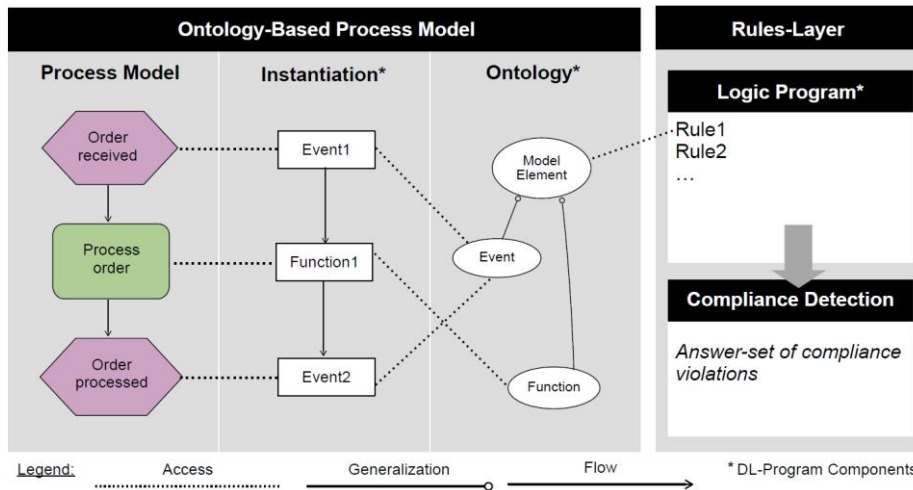 Ontology-Based Process Model
Process Model
Instantiation*
Ontology*
Order
received
Process
order
Order
processed
Event1
Function1
Event2
Model
Element
Event
Function
Rules-Layer
Logic Program*
Rule1
Rule2
...
Compliance Detection
Answer-set of compliance
violations
Legend:
Access
Generalization
Flow
* DL-Program Components